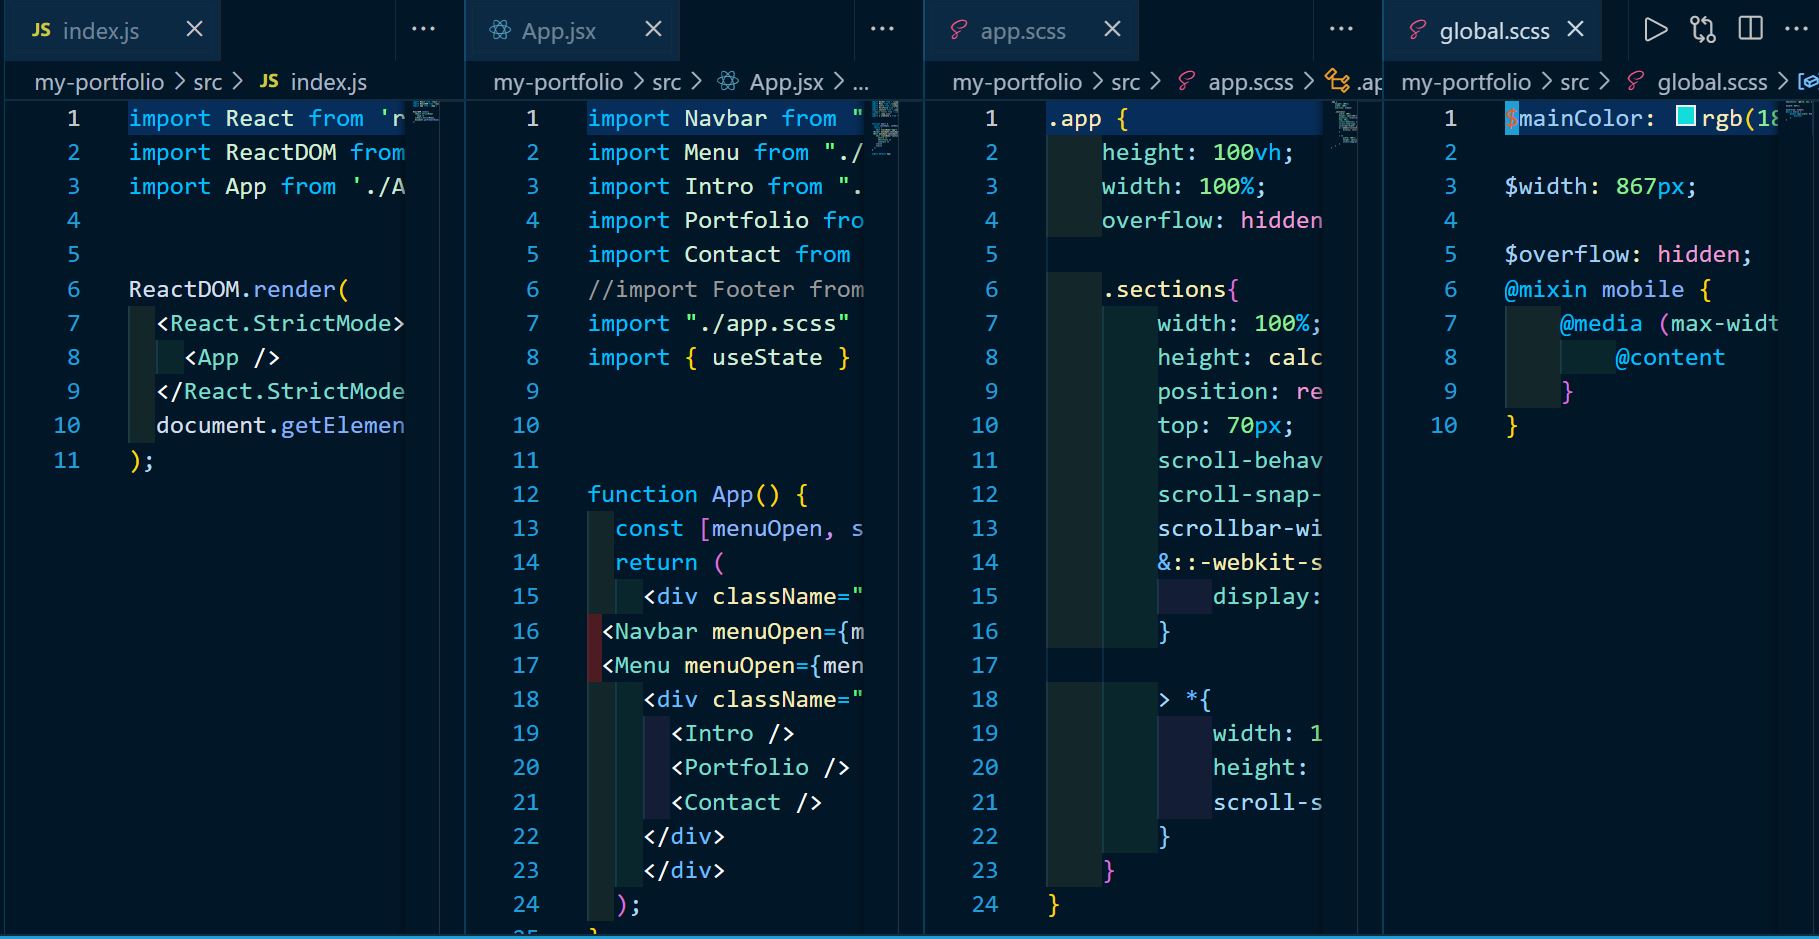 JS index.js
my-portfolio > src > JS index.js
1 import React from 'r
2 import ReactDOM from
3 import App from './A
4
5
6 ReactDOM.render(
7 <React.StrictMode>
8 <App />
9 </React.StrictMode
10 document.getElemen
11 );
App.jsx
my-portfolio > src > App.jsx > ...
1 import Navbar from "
2 import Menu from "./
3 import Intro from ".
4 import Portfolio fro
5 import Contact from
6 //import Footer from
7 import "./app.scss"
8 import { useState }
9
10
11
12 function App() {
13 const [menuOpen, s
14 return (
15 <div className="
16 <Navbar menuOpen={m
17 <Menu menuOpen={men
18 <div className="
19 <Intro />
20 <Portfolio />
21 <Contact />
22 </div>
23 </div>
24 );
25 }
app.scss
my-portfolio > src > app.scss > .ap
1 .app {
2 height: 100vh;
3 width: 100%;
4 overflow: hidden
5
6 .sections{
7 width: 100%;
8 height: calc
9 position: re
10 top: 70px;
11 scroll-behav
12 scroll-snap-
13 scrollbar-wi
14 &::-webkit-s
15 display:
16 }
17
18 > *{
19 width: 1
20 height:
21 scroll-s
22 }
23 }
24 }
global.scss
my-portfolio > src > global.scss >
1 $mainColor: rgb(18
2
3 $width: 867px;
4
5 $overflow: hidden;
6 @mixin mobile {
7 @media (max-widt
8 @content
9 }
10 }